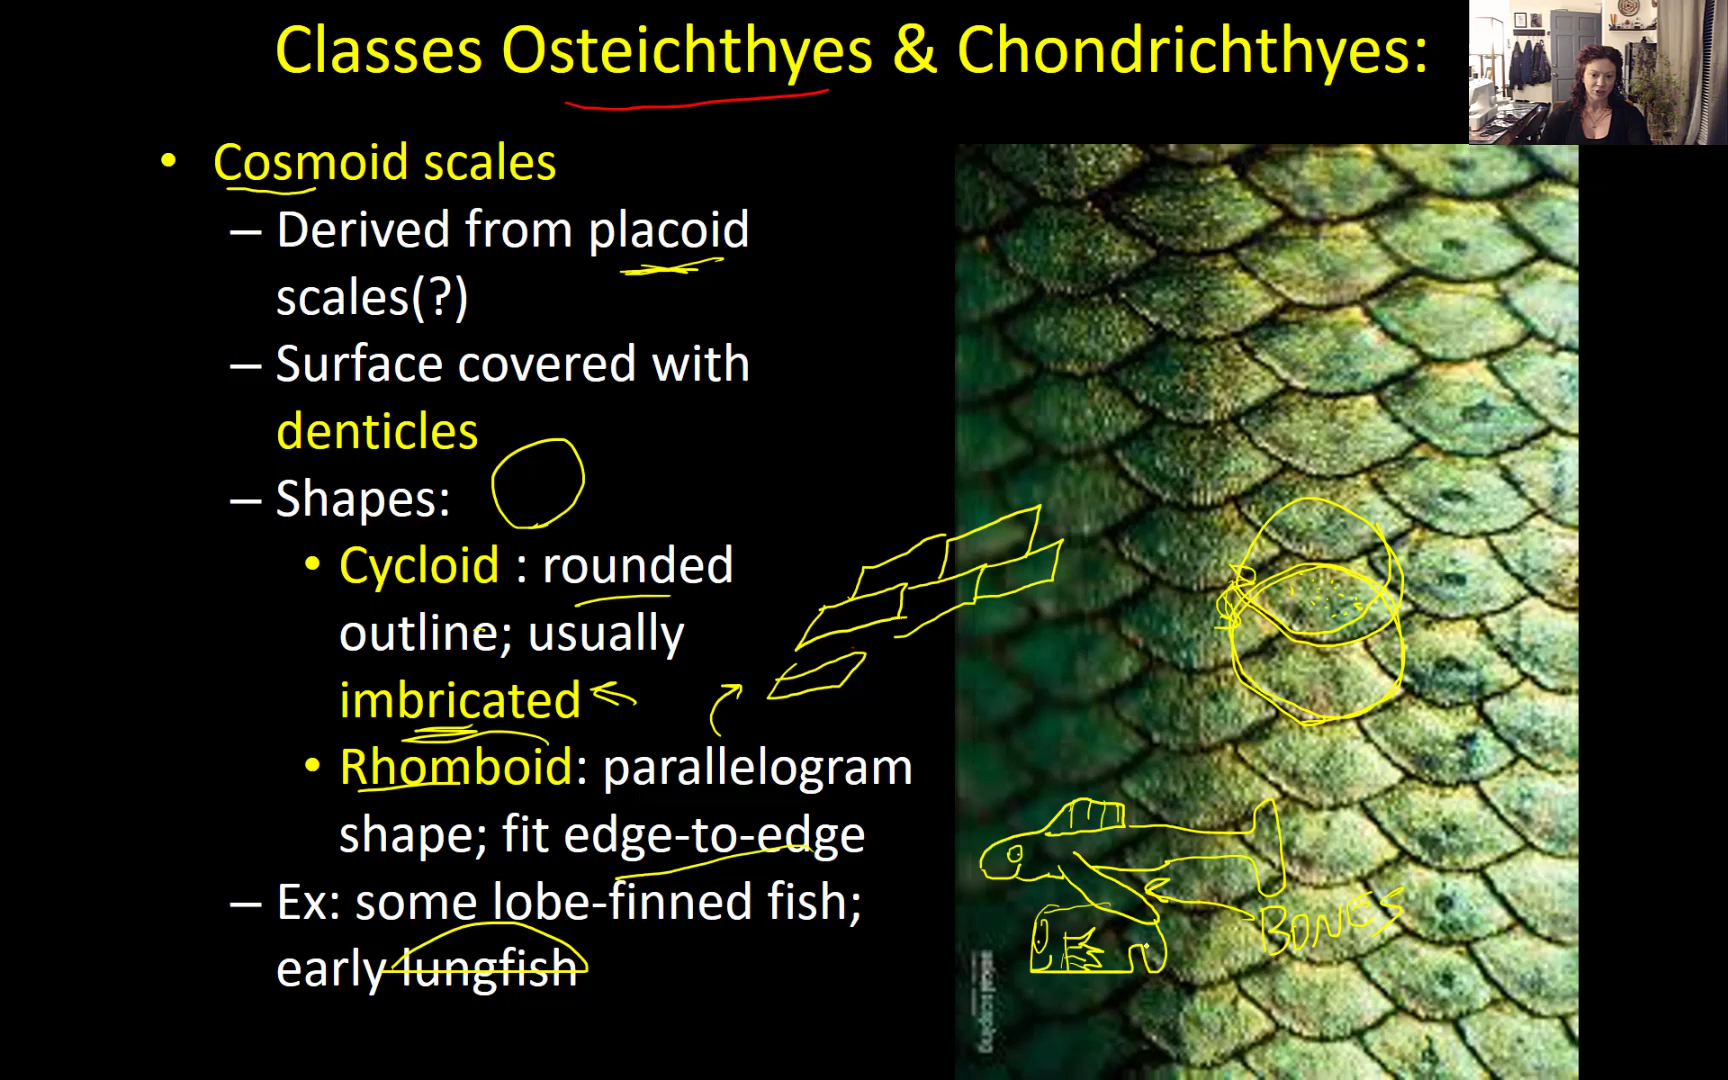 Classes Osteichthyes & Chondrichthyes:
• Cosmoid scales
– Derived from placoid
scales(?)
– Surface covered with
denticles
– Shapes:
• Cycloid : rounded
outline; usually
imbricated
• Rhomboid: parallelogram
shape; fit edge-to-edge
– Ex: some lobe-finned fish;
early lungfish
BONES